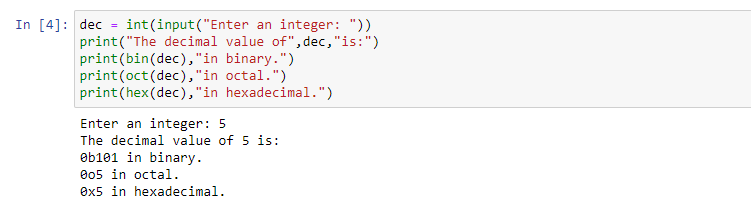 In [4]: dec = int(input("Enter an integer: "))
print("The decimal value of",dec,"is:")
print(bin(dec),"in binary.")
print(oct(dec),"in octal.")
print(hex(dec),"in hexadecimal.")
Enter an integer: 5
The decimal value of 5 is:
0b101 in binary.
0o5 in octal.
0x5 in hexadecimal.